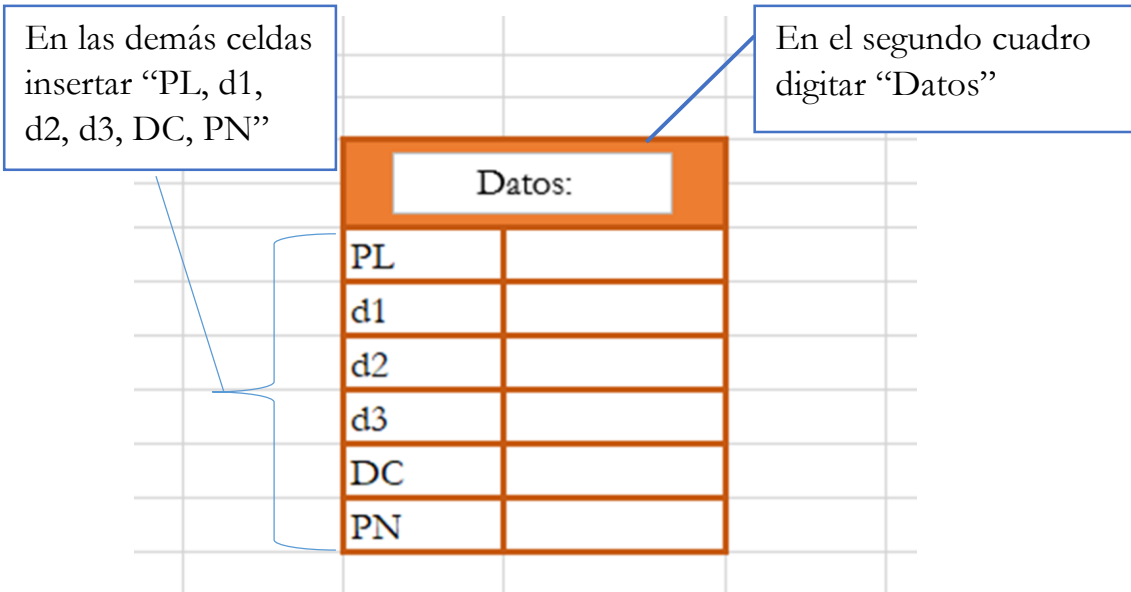 En las demás celdas
insertar “PL, d1,
d2, d3, DC, PN”
En el segundo cuadro
digitar “Datos”
Datos:
PL
d1
d2
d3
DC
PN